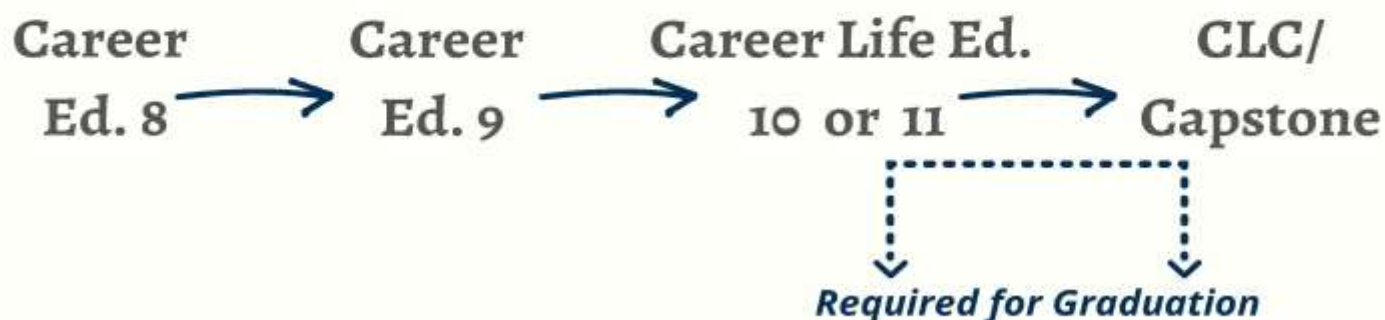 Career
Ed. 8
Career
Ed. 9
Career Life Ed.
10 or 11
CLC/
Capstone
Required for Graduation